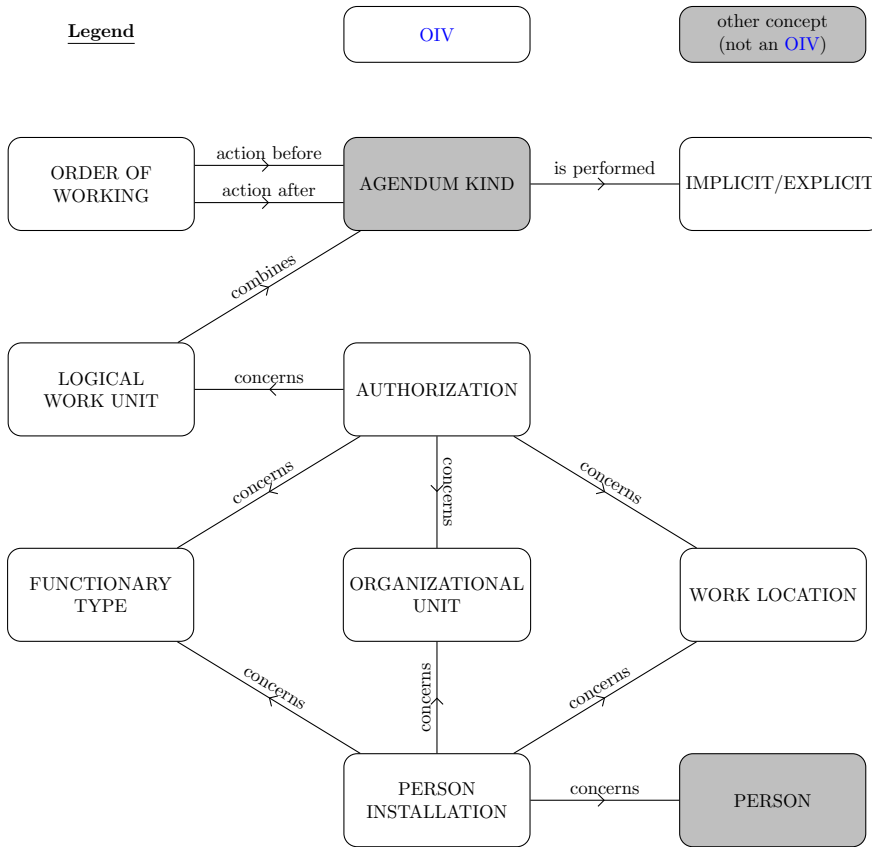 Legend
OIV
other concept
(not an OIV)
ORDER OF
WORKING
action before
action after
AGENDUM KIND
is performed
IMPLICIT/EXPLICIT
combines
LOGICAL
WORK UNIT
concerns
AUTHORIZATION
concerns
concerns
concerns
FUNCTIONARY
TYPE
ORGANIZATIONAL
UNIT
WORK LOCATION
concerns
concerns
concerns
PERSON
INSTALLATION
concerns
PERSON